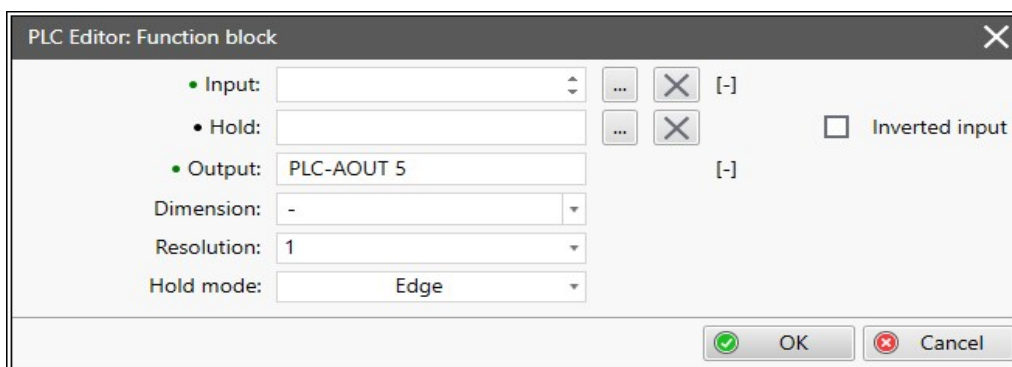 PLC Editor: Function block
• Input: ... [-]
• Hold: ... Inverted input
• Output: PLC-AOUT 5 [-]
Dimension: -
Resolution: 1
Hold mode: Edge
OK Cancel